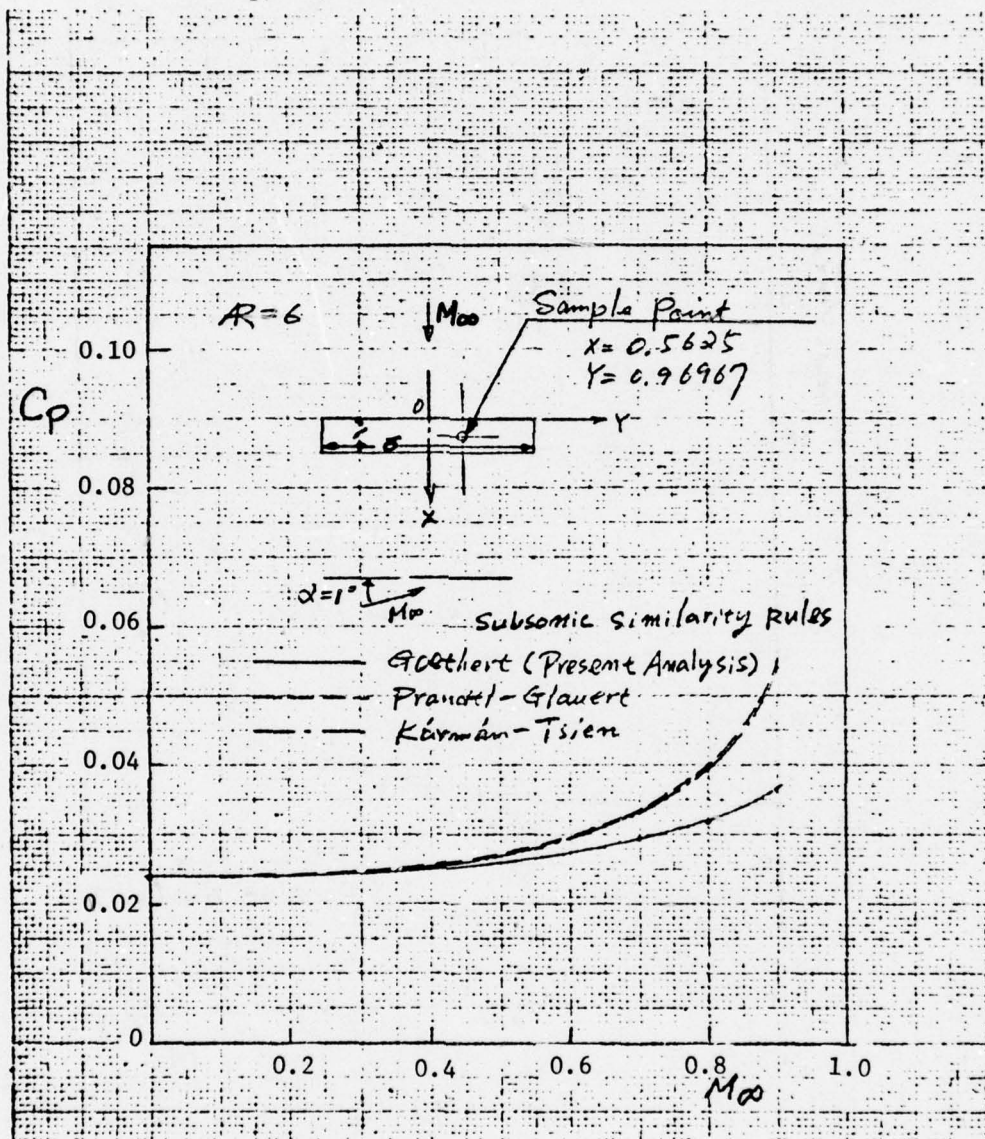 AR=6
M∞
Sample Point
X= 0.5625
Y= 0.96967
0.10
Cp
0
Y
0.08
X
α=1°
M∞
0.06
Subsonic Similarity Rules
Goethert (Present Analysis)
Prandtl-Glauert
Kármán-Tsien
0.04
0.02
0
0.2
0.4
0.6
0.8
1.0
M∞